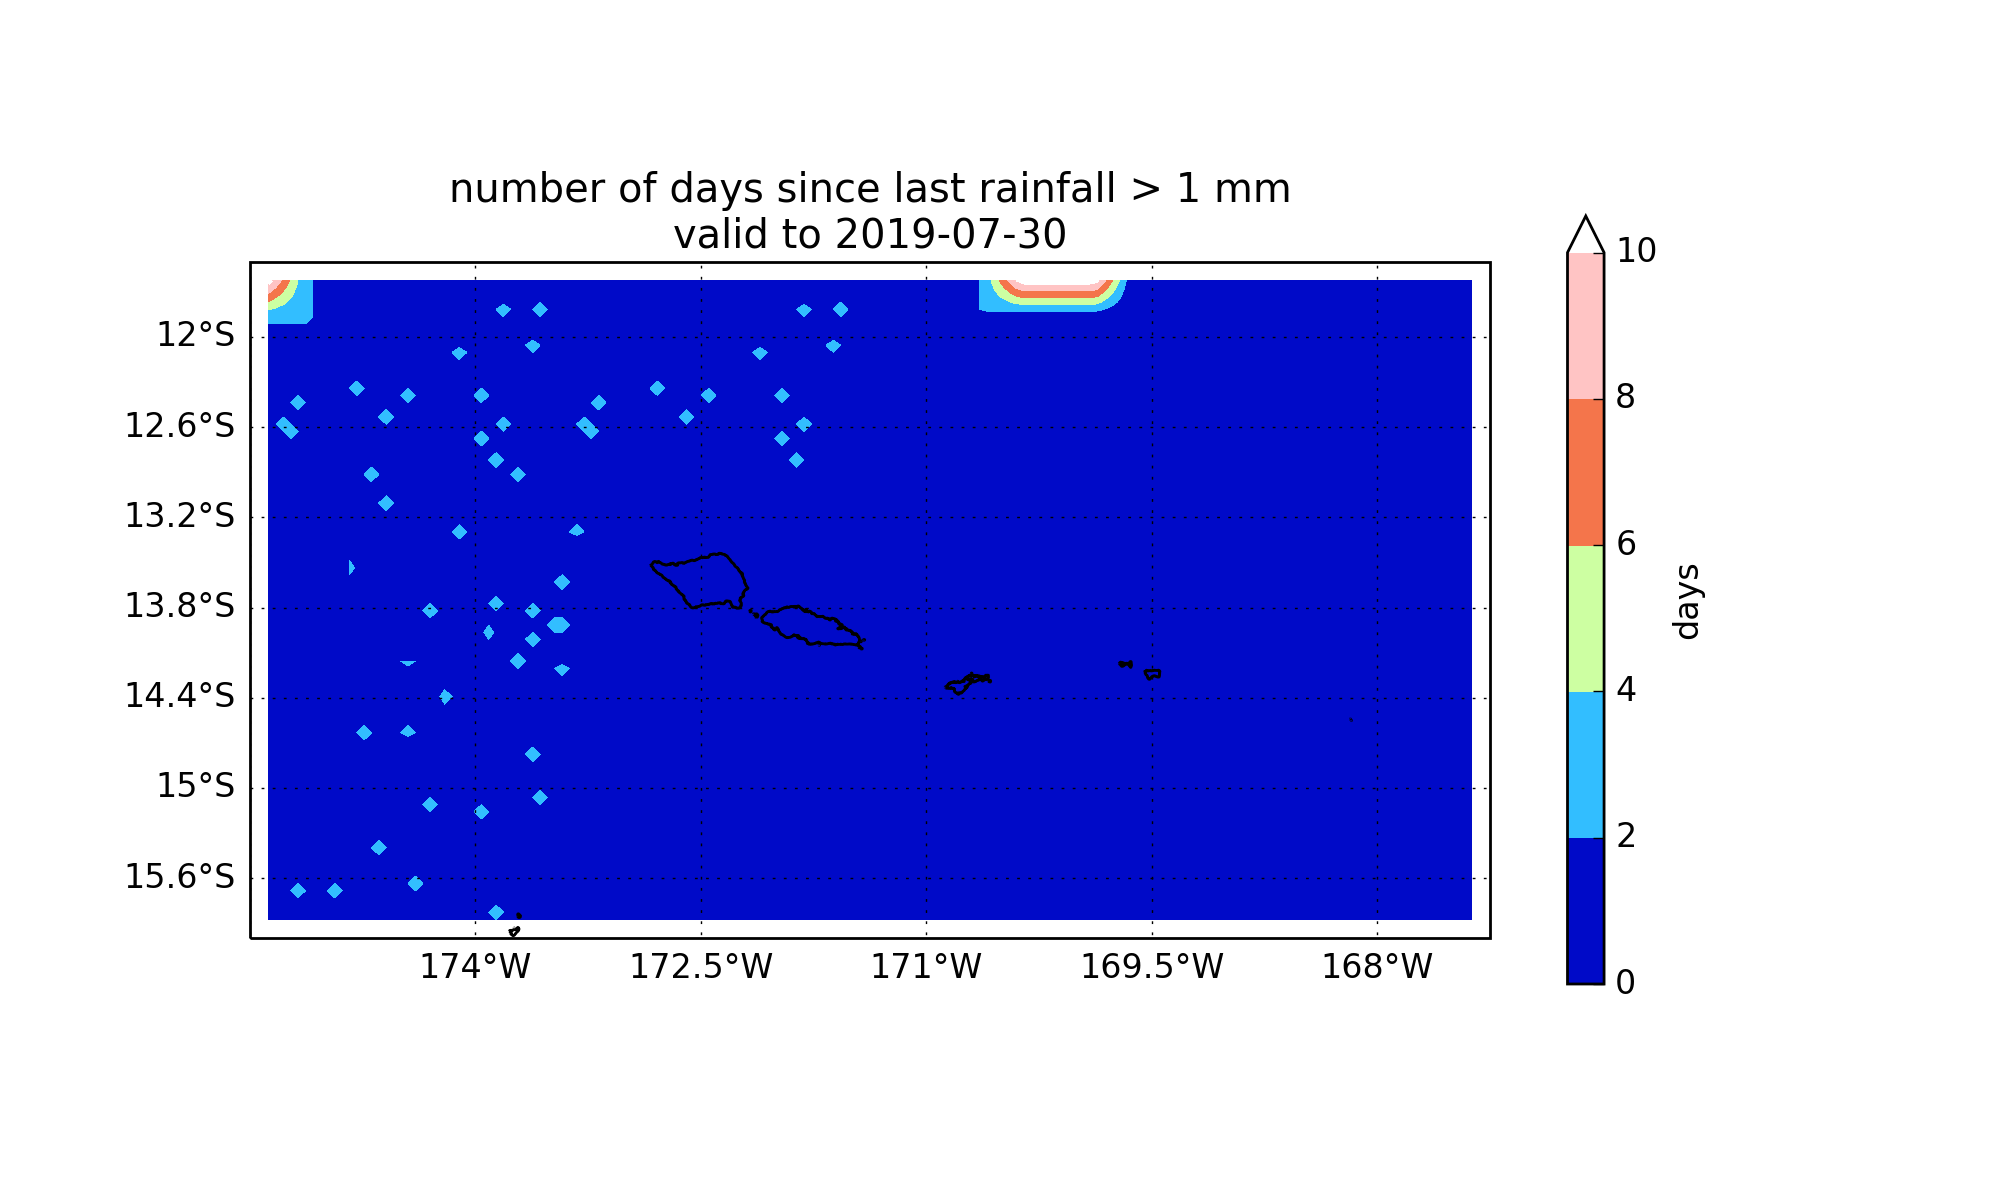 number of days since last rainfall > 1 mm
valid to 2019-07-30
12°S
12.6°S
13.2°S
13.8°S
14.4°S
15°S
15.6°S
174°W 172.5°W 171°W 169.5°W 168°W
10
8
6
4
2
0
days